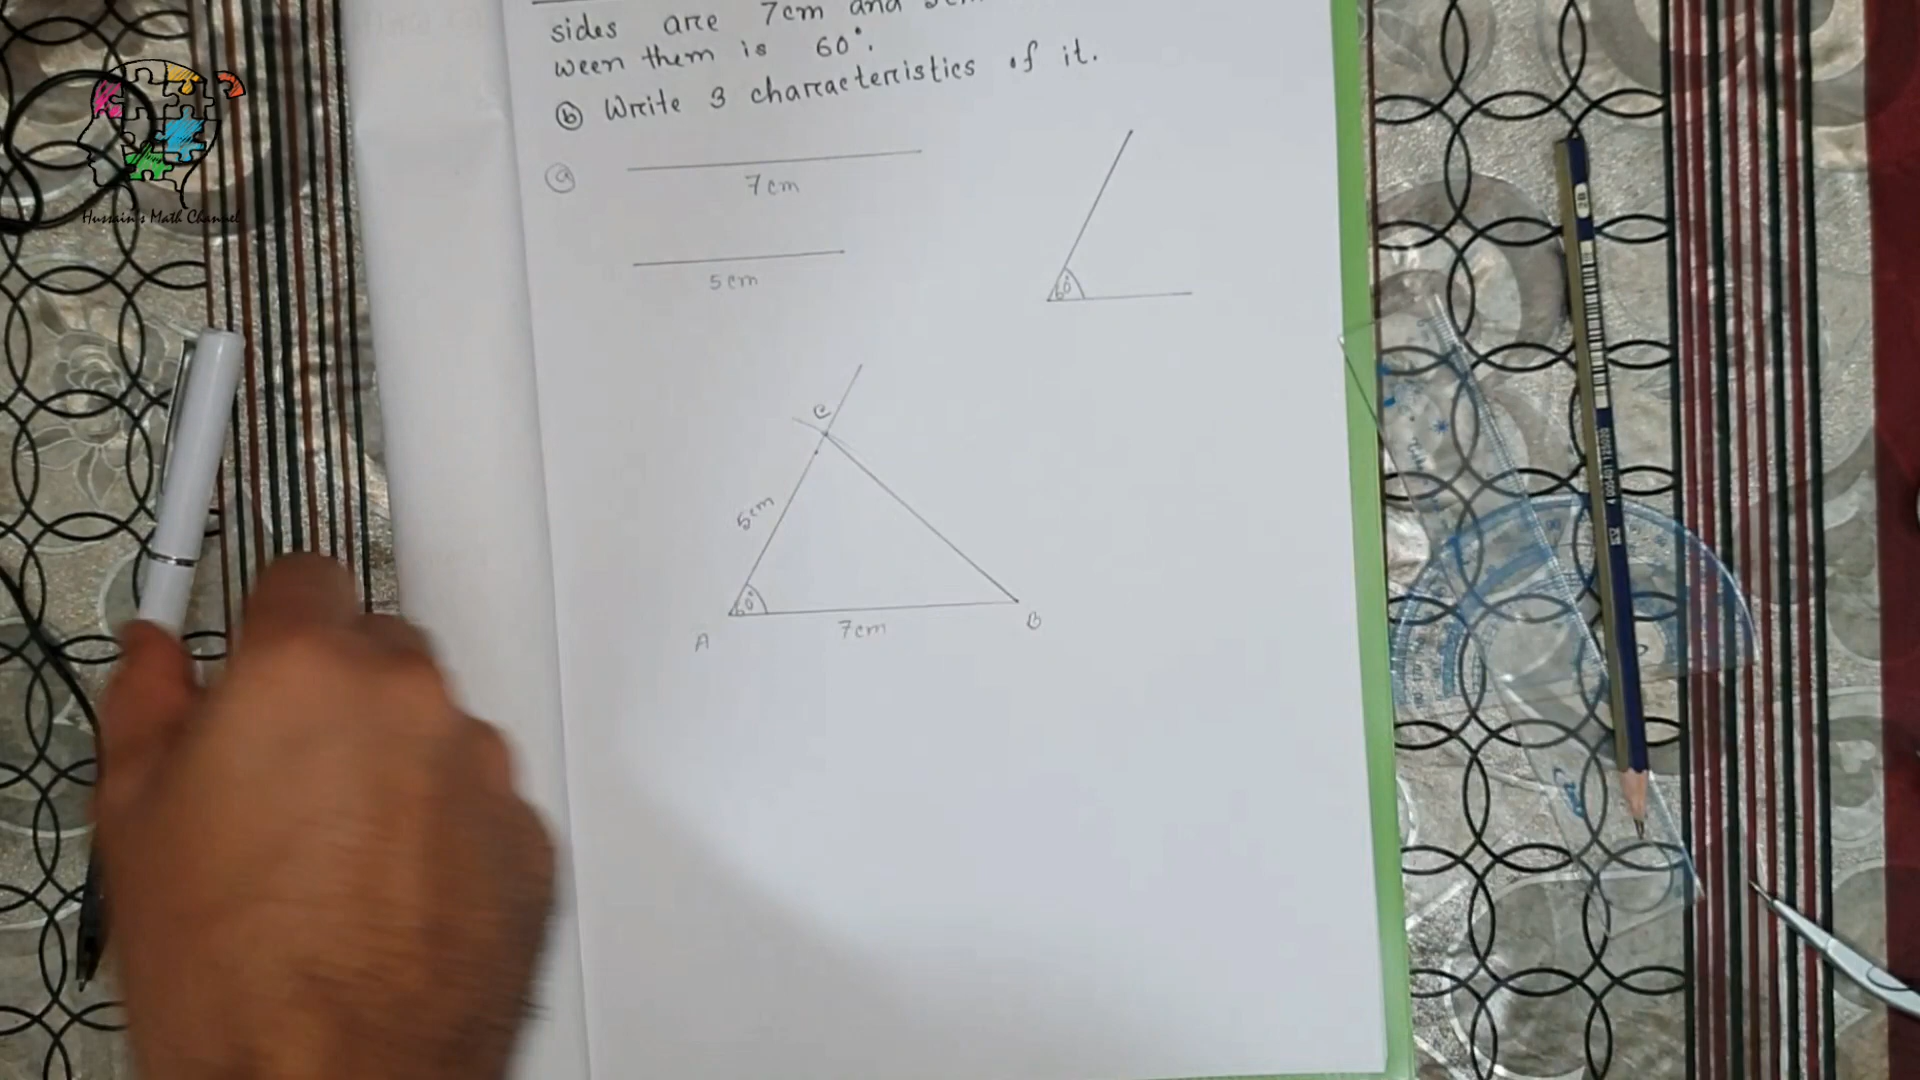 sides are 7cm and
ween them is 60°.
ⓑ Write 3 characteristics of it.
ⓐ
7cm
5cm
60°
C
5cm
60°
A
7cm
B
Hussain's Math Channel
2B